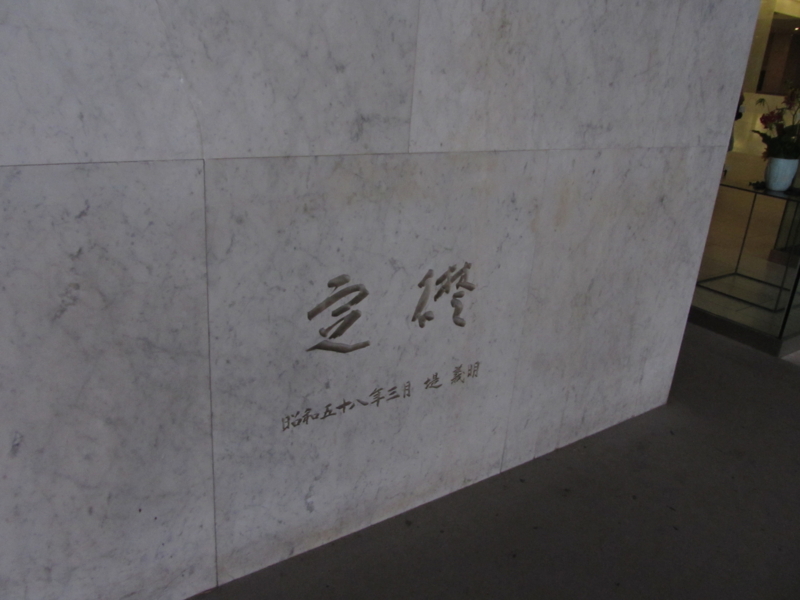 定礎
昭和五十八年三月 堤 義明